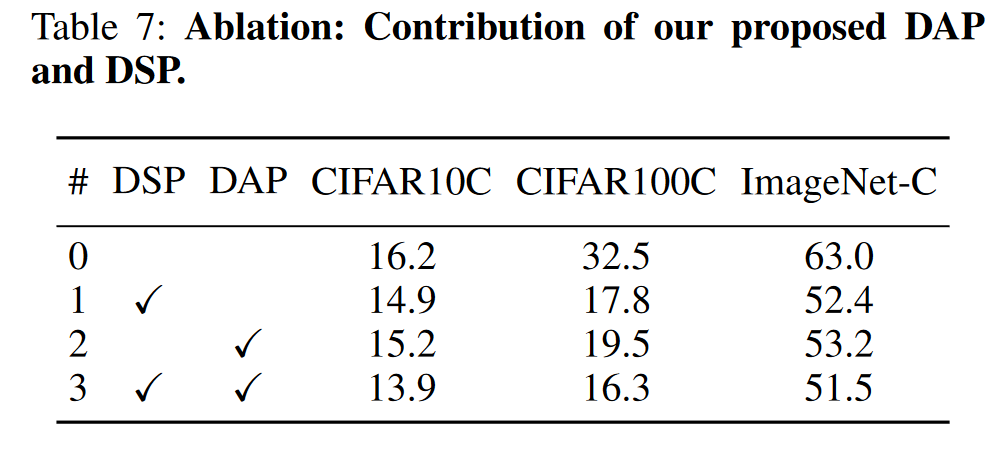 Table 7: Ablation: Contribution of our proposed DAP
and DSP.
# DSP DAP CIFAR10C CIFAR100C ImageNet-C
0 16.2 32.5 63.0
1 ✓ 14.9 17.8 52.4
2 ✓ 15.2 19.5 53.2
3 ✓ ✓ 13.9 16.3 51.5